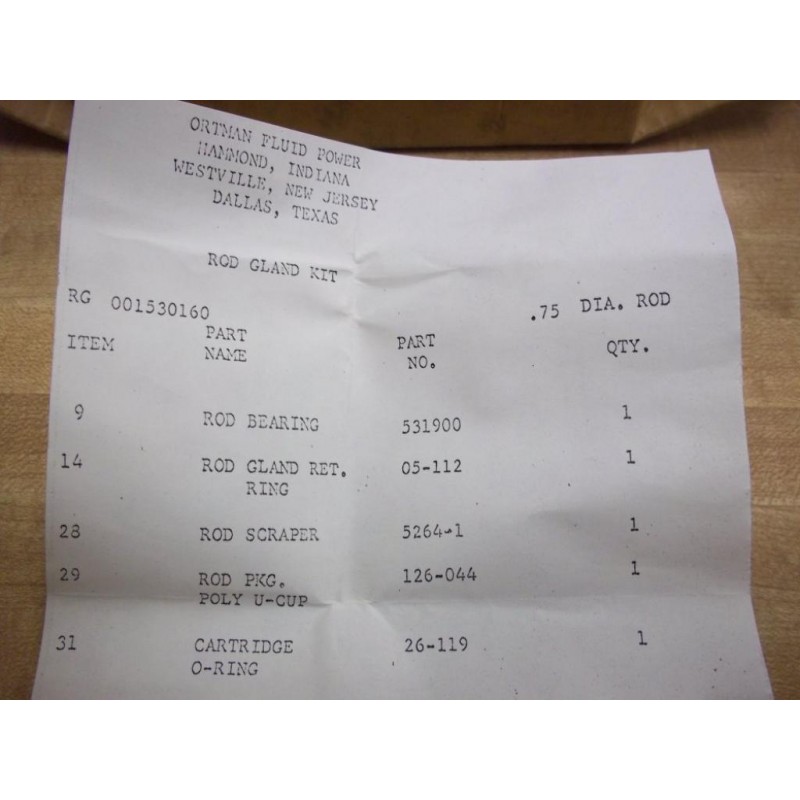 ORTMAN FLUID POWER
HAMMOND, INDIANA
WESTVILLE, NEW JERSEY
DALLAS, TEXAS
ROD GLAND KIT
RG 001530160 .75 DIA. ROD
ITEM PART NAME PART NO. QTY.
9 ROD BEARING 531900 1
14 ROD GLAND RET. 05-112 1
RING
28 ROD SCRAPER 5264-1 1
29 ROD PKG. 126-044 1
POLY U-CUP
31 CARTRIDGE 26-119 1
O-RING